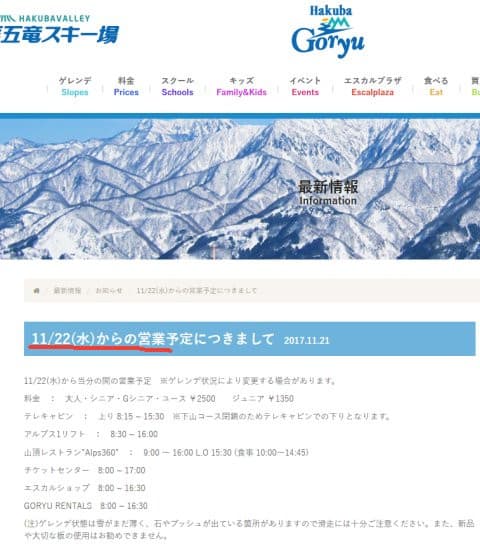 HAKUBAVALLEY
五竜スキー場
Hakuba
Goryu
ゲレンデ 料金 スクール キッズ イベント エスカルプラザ 食べる
Slopes Prices Schools Family&Kids Events Escalplaza Eat
最新情報
Information
最新情報 お知らせ 11/22(水)からの営業予定につきまして
11/22(水)からの営業予定につきまして 2017.11.21
11/22(水)から当分の間の営業予定 ※ゲレンデ状況により変更する場合があります。
料金 ： 大人・シニア・Gシニア・ユース ¥2500 ジュニア ¥1350
テレキャビン ： 上り 8:15 ~ 15:30 ※下山コース閉鎖のためテレキャビンでの下りとなります。
アルプス1リフト ： 8:30 ~ 16:00
山頂レストラン"Alps360" ： 9:00 ~ 16:00 L.O 15:30 (食事 10:00~14:45)
チケットセンター 8:00 ~ 17:00
エスカルショップ 8:00 ~ 16:30
GORYU RENTALS 8:00 ~ 16:30
(注)ゲレンデ状態は雪がまだ薄く、石やブッシュが出ている箇所がありますので滑走には十分ご注意ください。また、新品
や大切な板の使用はお勧めできません。